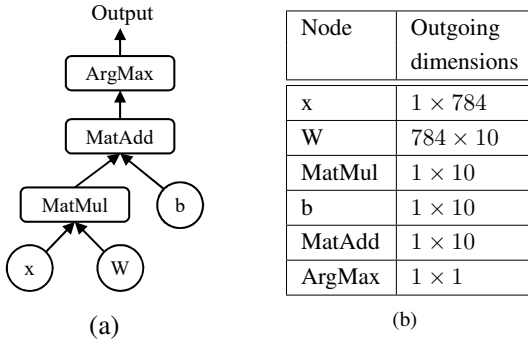 Output
ArgMax
MatAdd
MatMul
b
x
W
(a)
Node Outgoing
dimensions
x 1 × 784
W 784 × 10
MatMul 1 × 10
b 1 × 10
MatAdd 1 × 10
ArgMax 1 × 1
(b)